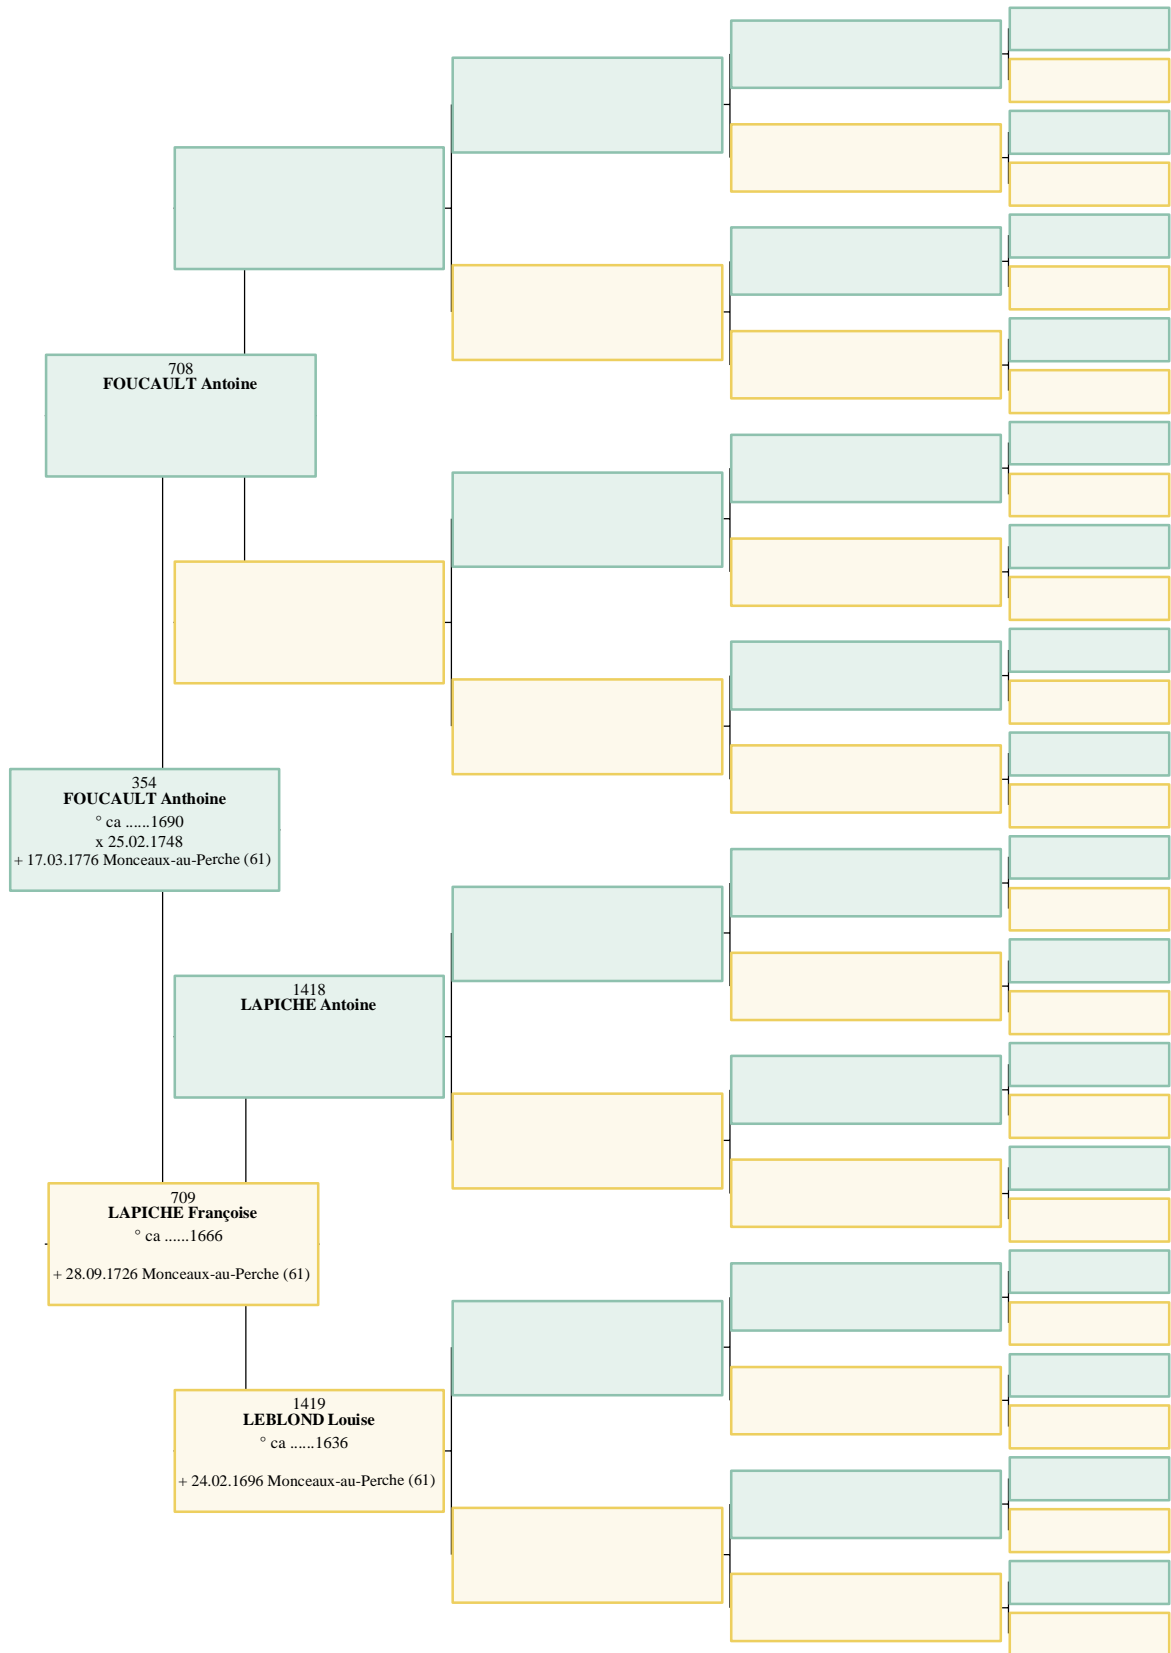 708
FOUCAULT Antoine
354
FOUCAULT Anthoine
° ca ......1690
x 25.02.1748
+ 17.03.1776 Monceaux-au-Perche (61)
1418
LAPICHE Antoine
709
LAPICHE Françoise
° ca ......1666
+ 28.09.1726 Monceaux-au-Perche (61)
1419
LEBLOND Louise
° ca ......1636
+ 24.02.1696 Monceaux-au-Perche (61)